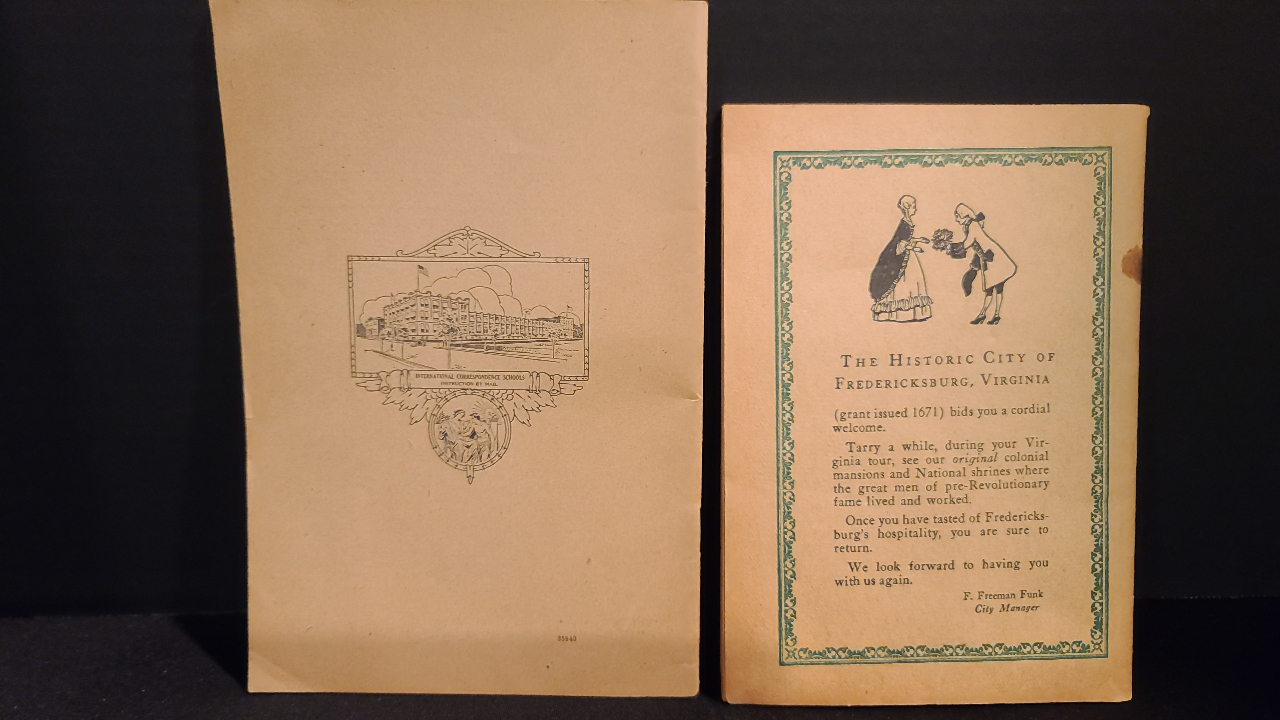 INTERNATIONAL CORRESPONDENCE SCHOOLS
INSTRUCTION BY MAIL
THE HISTORIC CITY OF
FREDERICKSBURG, VIRGINIA
(grant issued 1671) bids you a cordial
welcome.
Tarry a while, during your Vir-
ginia tour, see our original colonial
mansions and National shrines where
the great men of pre-Revolutionary
fame lived and worked.
Once you have tasted of Fredericks-
burg's hospitality, you are sure to
return.
We look forward to having you
with us again.
F. Freeman Funk
City Manager